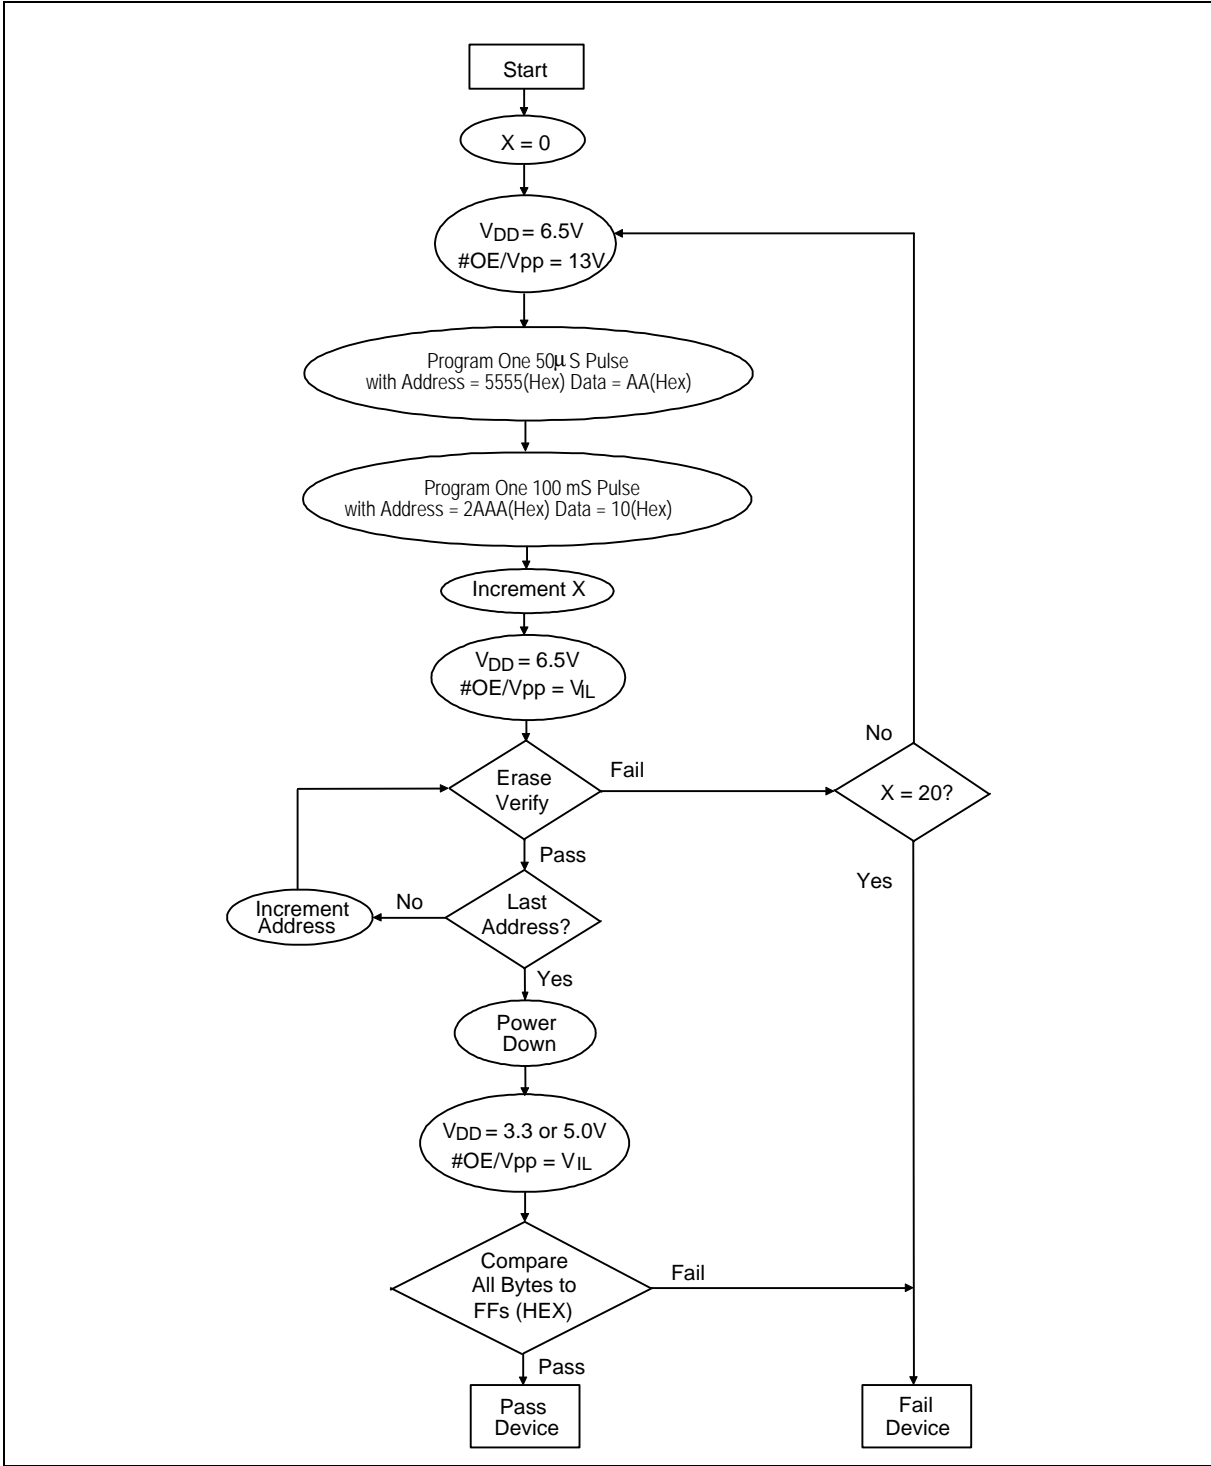 Start
X = 0
VDD = 6.5V
#OE/Vpp = 13V
Program One 50μ S Pulse
with Address = 5555(Hex) Data = AA(Hex)
Program One 100 mS Pulse
with Address = 2AAA(Hex) Data = 10(Hex)
Increment X
VDD = 6.5V
#OE/Vpp = VIL
No
Erase
Verify
Fail
X = 20?
Pass
Yes
Increment
Address
No
Last
Address?
Yes
Power
Down
VDD = 3.3 or 5.0V
#OE/Vpp = VIL
Compare
All Bytes to
FFs (HEX)
Fail
Pass
Pass
Device
Fail
Device